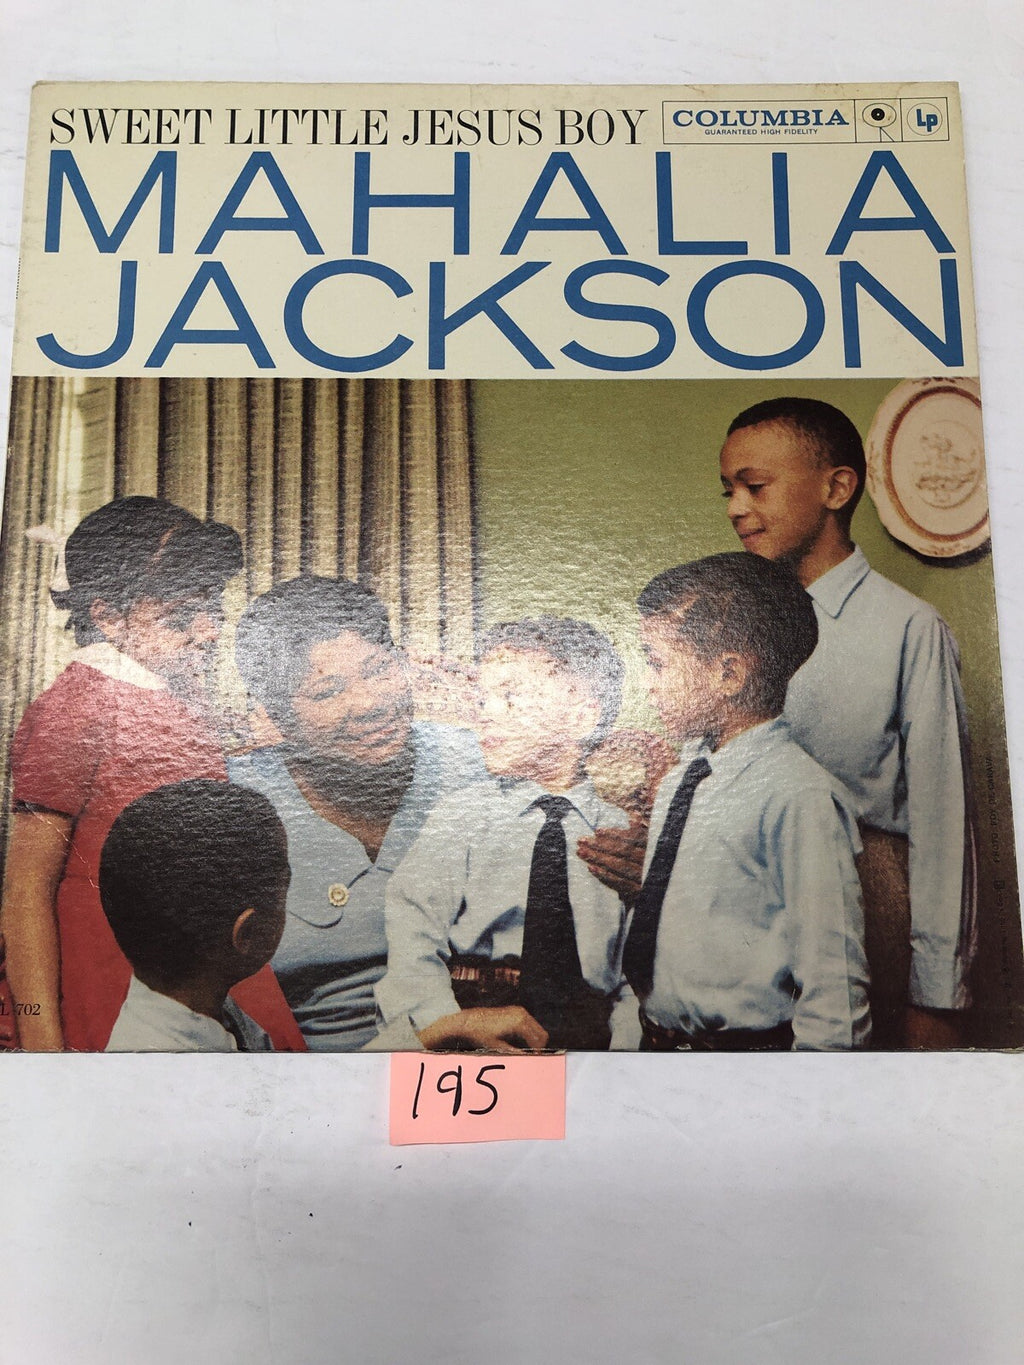 SWEET LITTLE JESUS BOY
COLUMBIA
GUARANTEED HIGH FIDELITY
Lp
MAHALIA
JACKSON
L 702
195